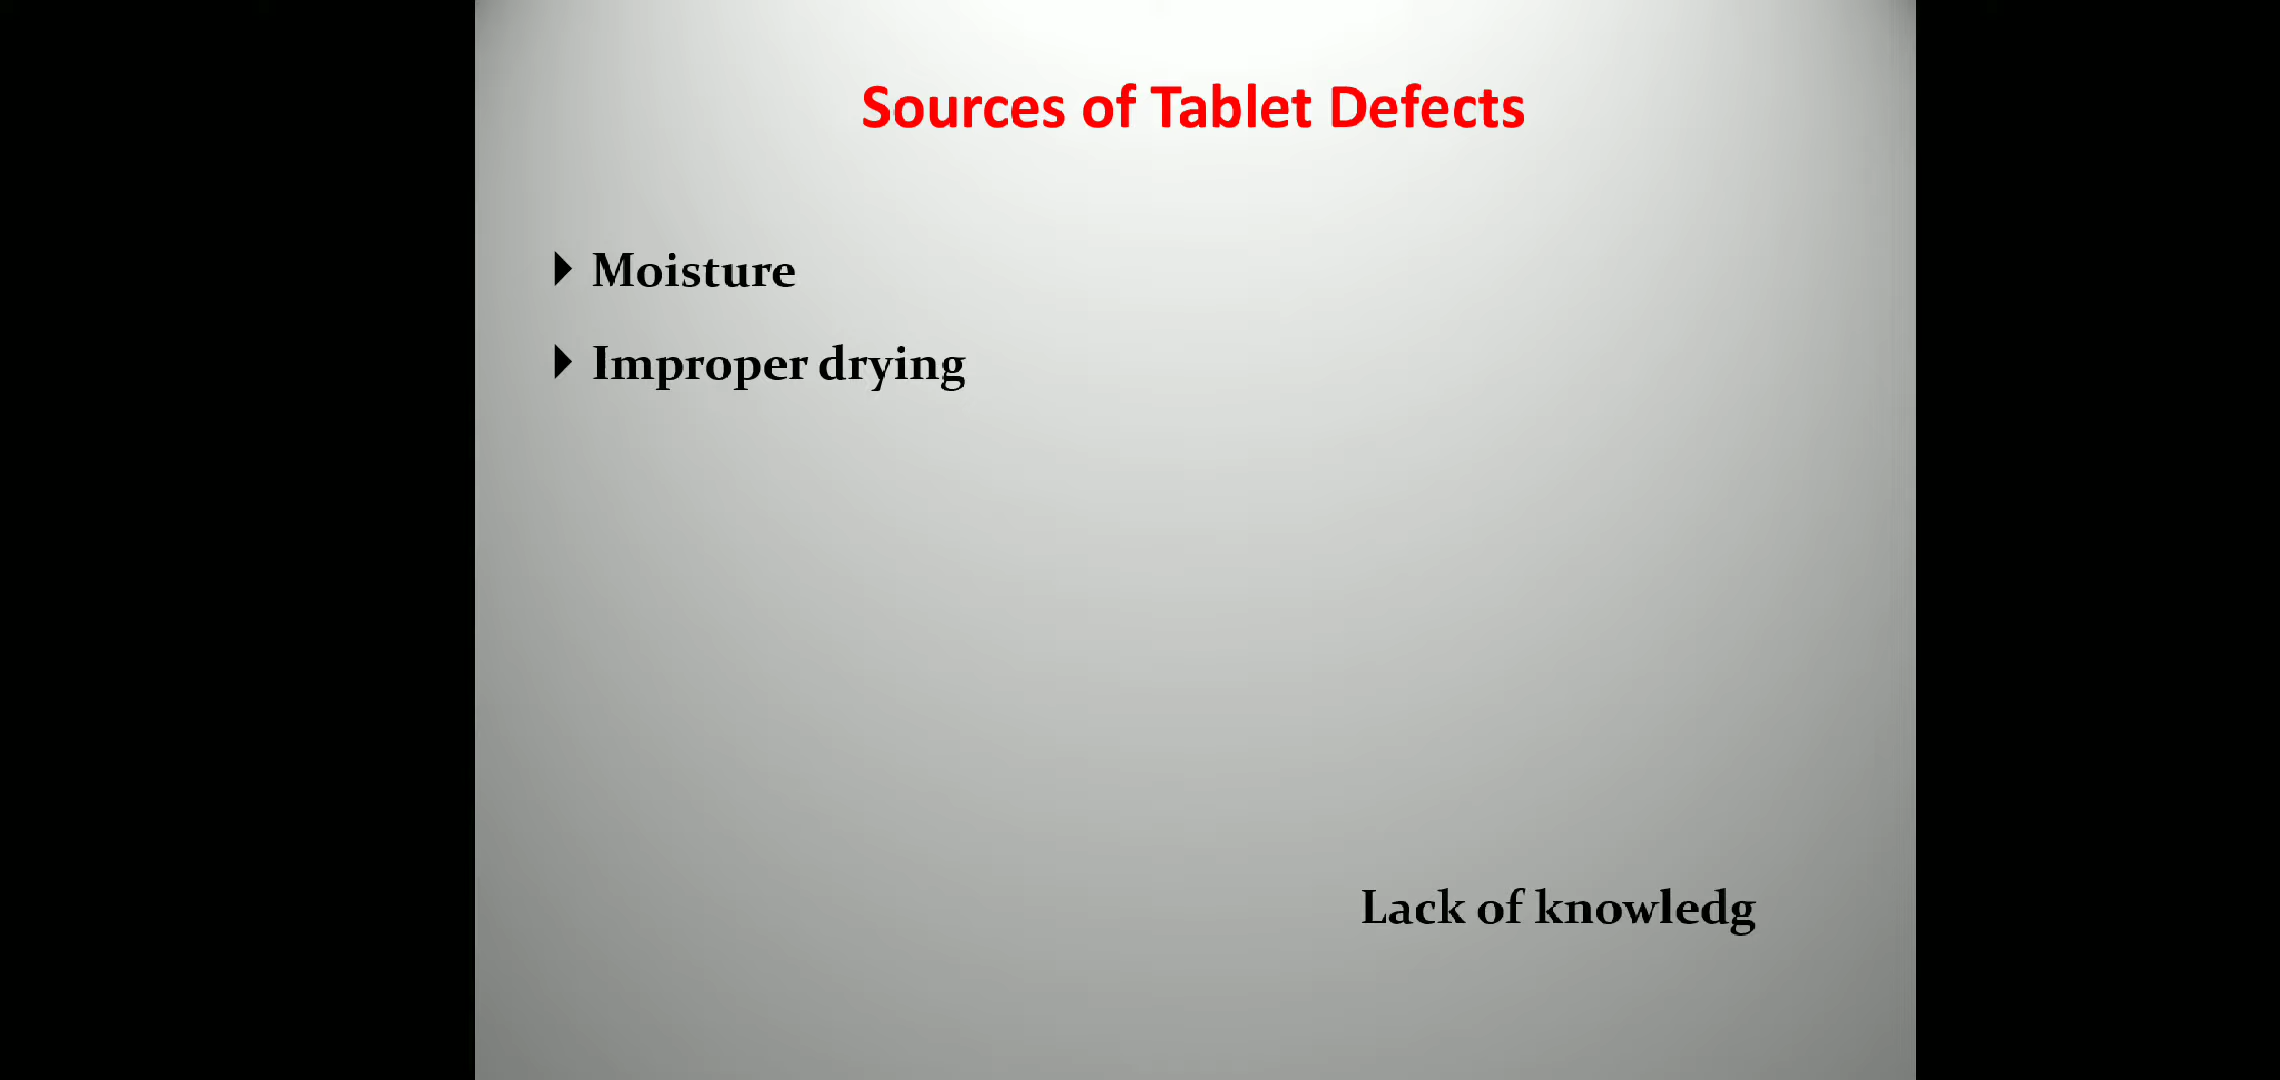 Sources of Tablet Defects
Moisture
Improper drying
Lack of knowledg